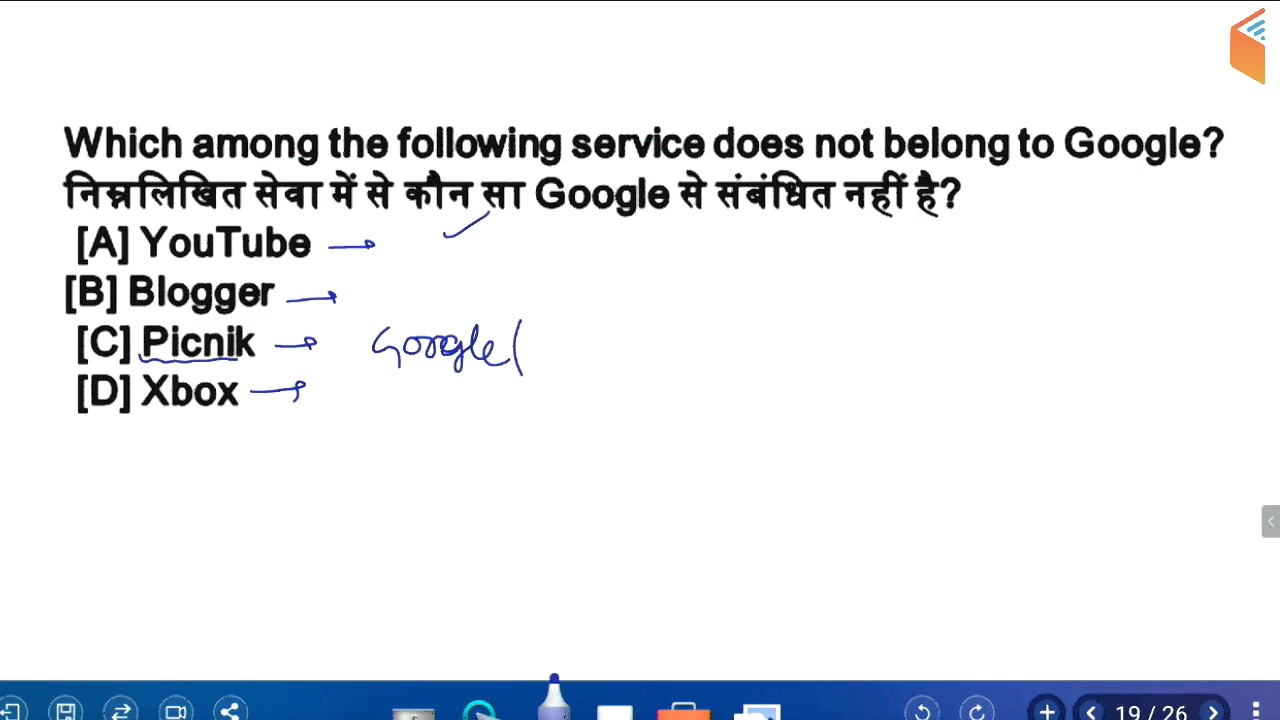 Which among the following service does not belong to Google?
निम्नलिखित सेवा में से कौन सा Google से संबंधित नहीं है?
[A] YouTube
[B] Blogger
[C] Picnik Google(
[D] Xbox
19 / 26